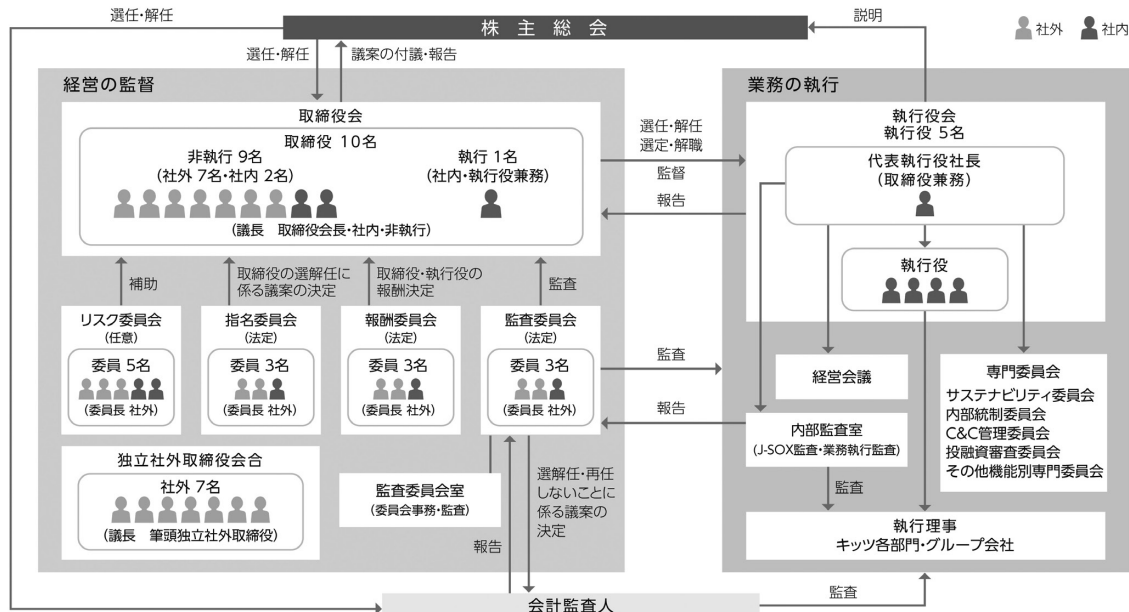 選任・解任
株主総会
説明
社外
社内
選任・解任
議案の付議・報告
経営の監督
取締役会
取締役 10名
非執行 9名
(社外 7名・社内 2名)
執行 1名
(社内・執行役兼務)
(議長　取締役会長・社内・非執行)
選任・解任
選定・解職
監督
報告
業務の執行
執行役会
執行役 5名
代表執行役社長
(取締役兼務)
執行役
補助
取締役の選解任に
係る議案の決定
取締役・執行役の
報酬決定
監査
リスク委員会
(任意)
委員 5名
(委員長 社外)
指名委員会
(法定)
委員 3名
(委員長 社外)
報酬委員会
(法定)
委員 3名
(委員長 社外)
監査委員会
(法定)
委員 3名
(委員長 社外)
監査
報告
経営会議
専門委員会
サステナビリティ委員会
内部統制委員会
C&C管理委員会
投融資審査委員会
その他機能別専門委員会
内部監査室
(J-SOX監査・業務執行監査)
監査
独立社外取締役会合
社外 7名
(議長　筆頭独立社外取締役)
監査委員会室
(委員会事務・監査)
報告
選解任・再任
しないことに
係る議案の
決定
執行理事
キッツ各部門・グループ会社
会計監査人
監査